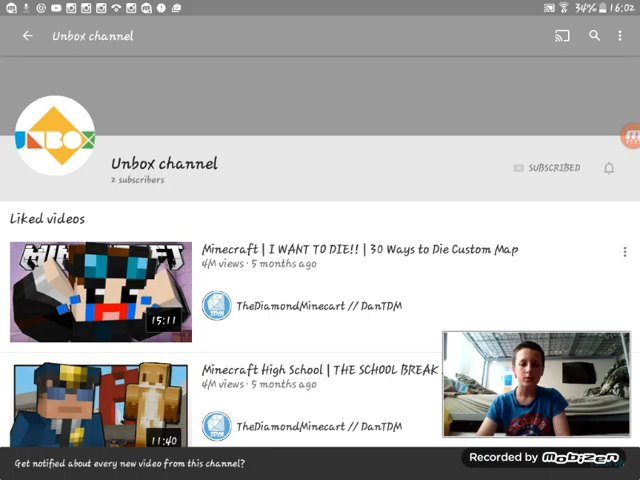 34% 16:02
Unbox channel
UNBOX
Unbox channel
2 subscribers
SUBSCRIBED
Liked videos
Minecraft | I WANT TO DIE!! | 30 Ways to Die Custom Map
4M views · 5 months ago
15:11
TheDiamondMinecart // DanTDM
Minecraft High School | THE SCHOOL BREAK
4M views · 5 months ago
11:40
TheDiamondMinecart // DanTDM
Get notified about every new video from this channel?
Recorded by Mobizen